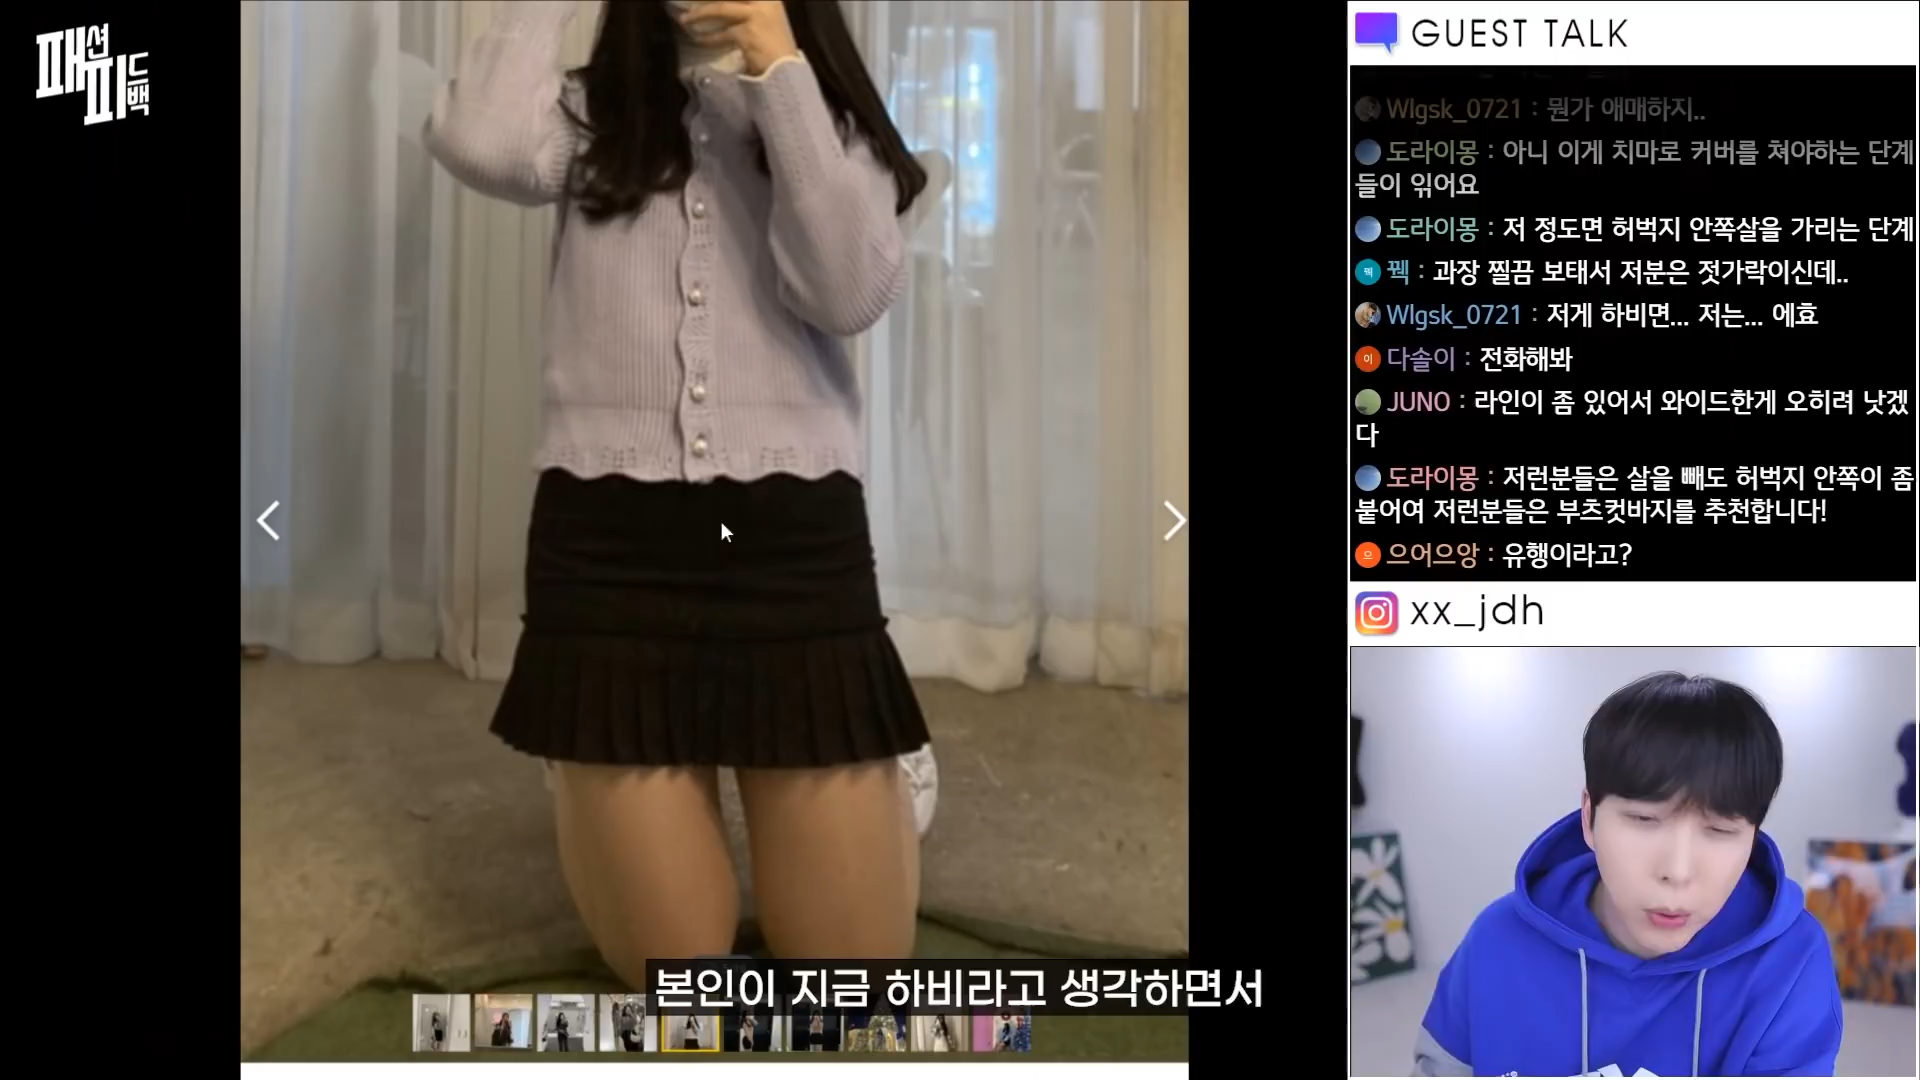 패션
피드백
GUEST TALK
Wlgsk_0721 : 뭔가 애매하지..
도라이몽 : 아니 이게 치마로 커버를 쳐야하는 단계
들이 있어요
도라이몽 : 저 정도면 허벅지 안쪽살을 가리는 단계
꿱 : 과장 찔끔 보태서 저분은 젓가락이신데..
Wlgsk_0721 : 저게 하비면... 저는... 에효
이 다솔이 : 전화해봐
JUNO : 라인이 좀 있어서 와이드한게 오히려 낫겠
다
도라이몽 : 저런분들은 살을 빼도 허벅지 안쪽이 좀
붙어여 저런분들은 부츠컷바지를 추천합니다!
으 으어으앙 : 유행이라고?
xx_jdh
본인이 지금 하비라고 생각하면서